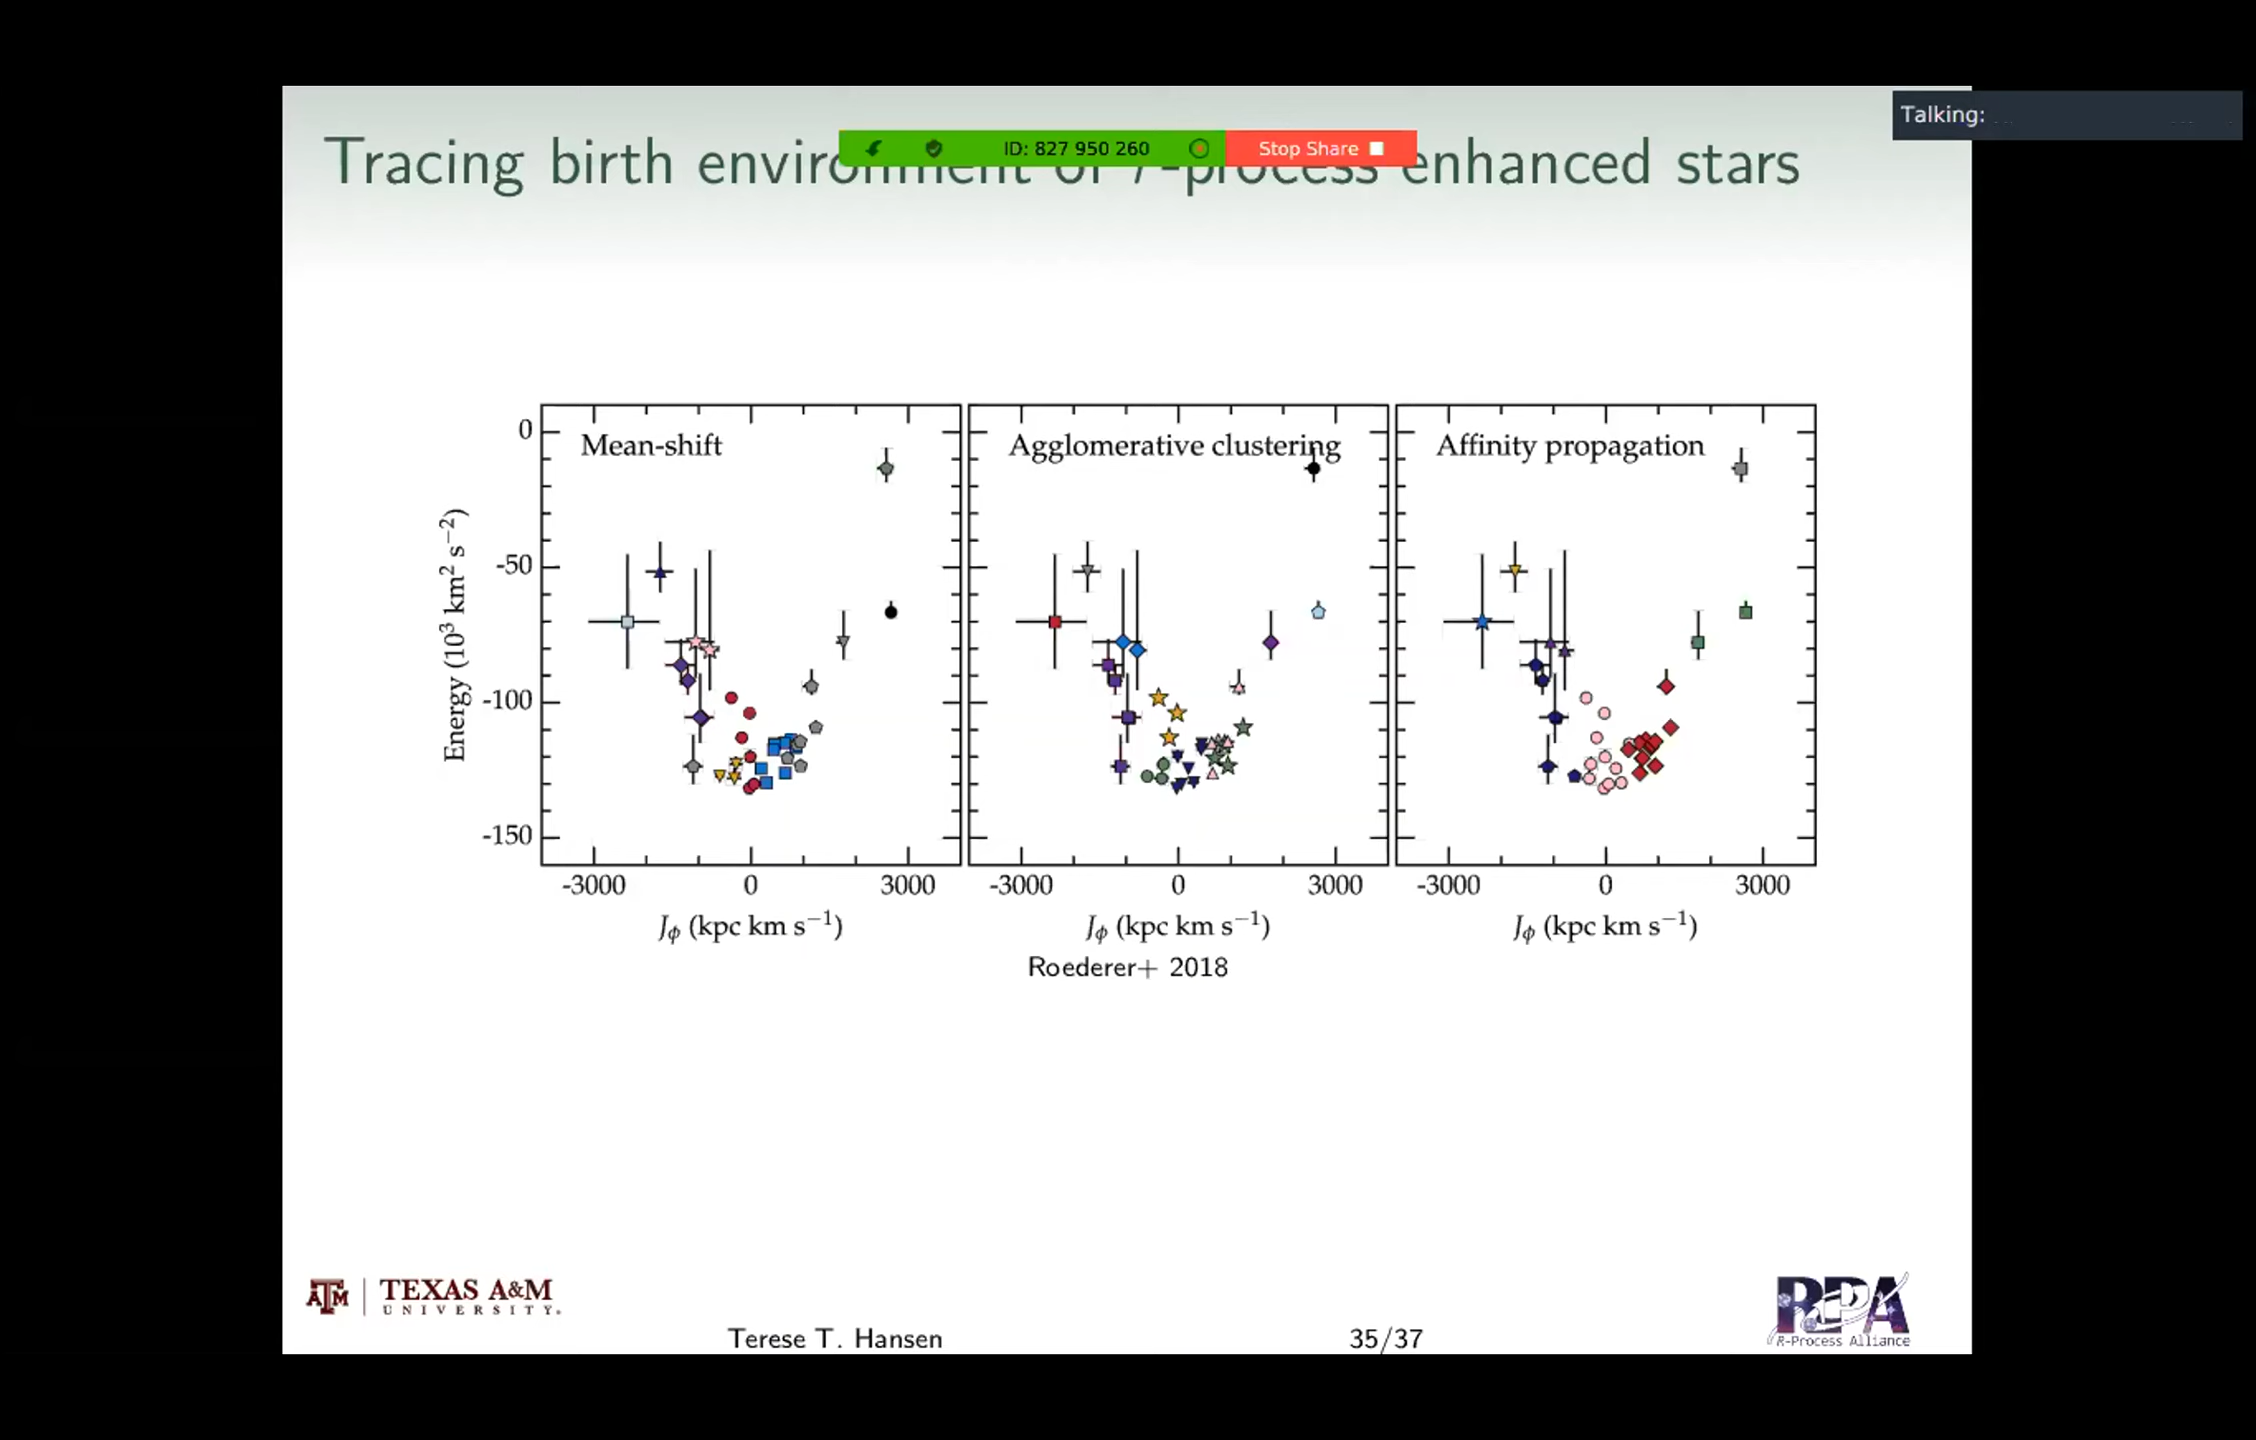 Talking: ...
ID: 827 950 260
Stop Share
Tracing birth environment of r-process enhanced stars
Mean-shift
Agglomerative clustering
Affinity propagation
0
-50
-100
-150
Energy (10³ km² s⁻²)
-3000 0 3000
-3000 0 3000
-3000 0 3000
Jϕ (kpc km s⁻¹)
Jϕ (kpc km s⁻¹)
Jϕ (kpc km s⁻¹)
Roederer+ 2018
ATM
TEXAS A&M
UNIVERSITY.
RPA
R-Process Alliance
Terese T. Hansen
35/37